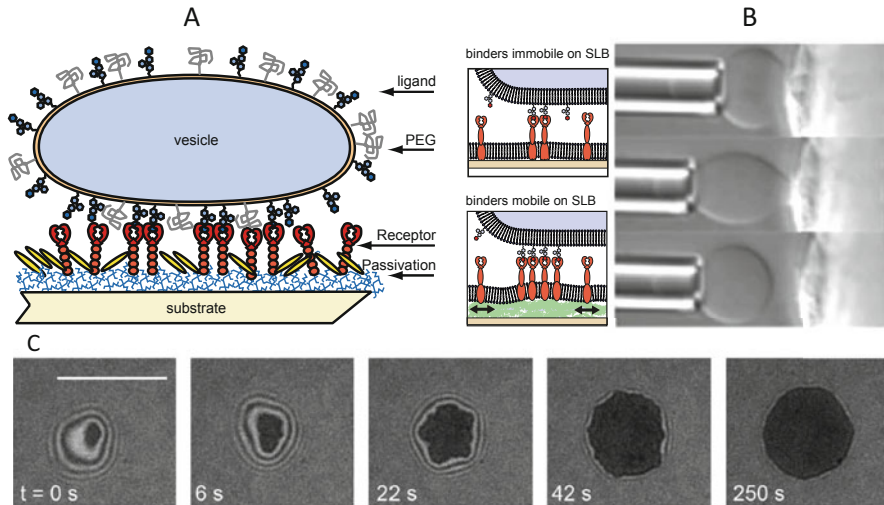 A
B
ligand
vesicle
PEG
Receptor
Passivation
substrate
binders immobile on SLB
binders mobile on SLB
C
t = 0 s
6 s
22 s
42 s
250 s